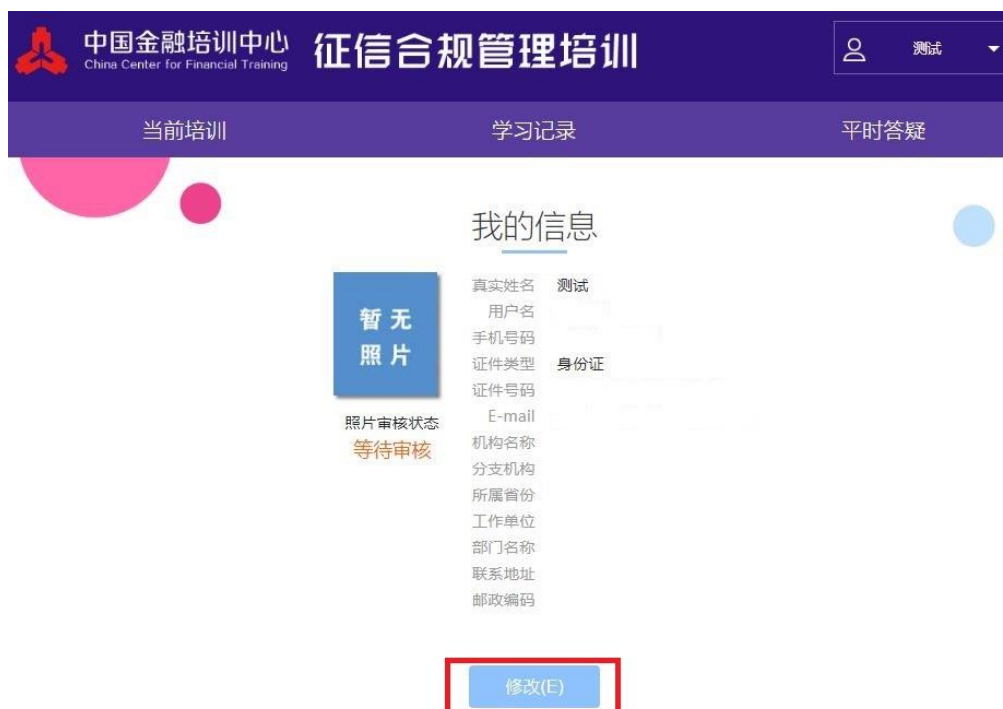 中国金融培训中心
China Center for Financial Training
征信合规管理培训
测试
当前培训 学习记录 平时答疑
我的信息
暂无
照片
照片审核状态
等待审核
真实姓名 测试
用户名
手机号码
证件类型 身份证
证件号码
E-mail
机构名称
分支机构
所属省份
工作单位
部门名称
联系地址
邮政编码
修改(E)